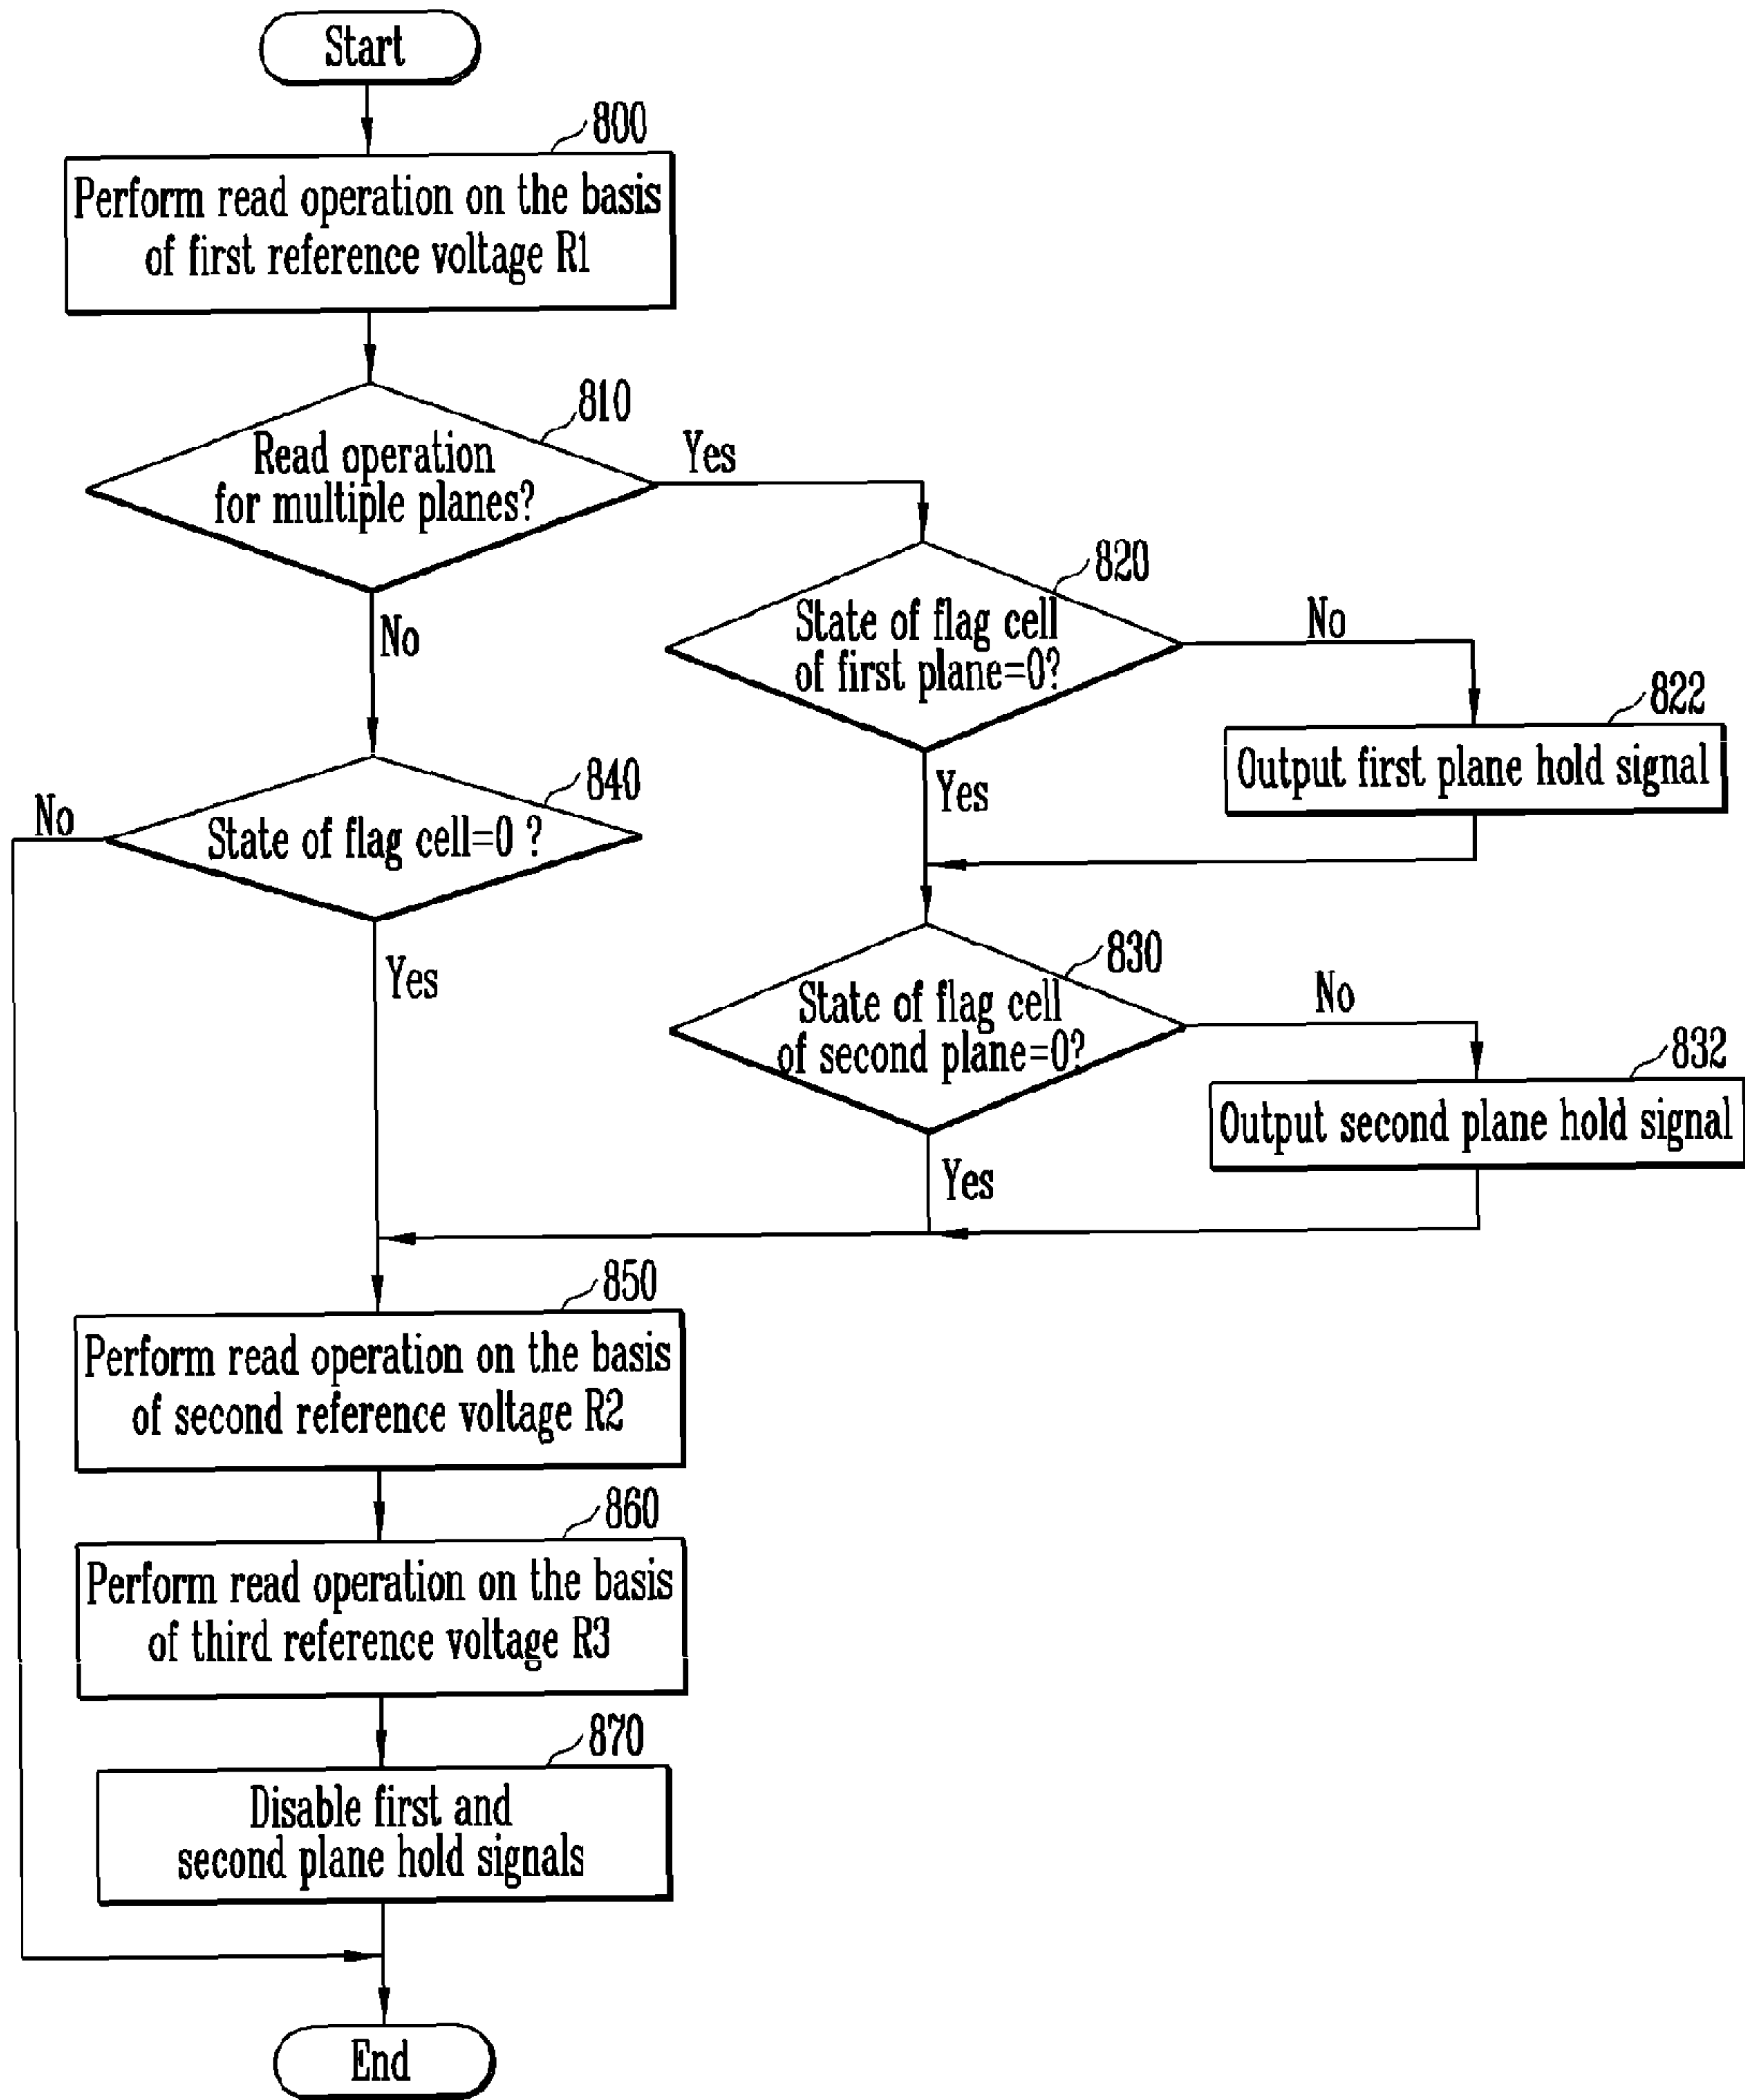 Start
800
Perform read operation on the basis
of first reference voltage R1
810
Read operation
for multiple planes?
Yes
No
820
State of flag cell
of first plane=0?
No
822
Output first plane hold signal
Yes
840
State of flag cell=0 ?
No
Yes
830
State of flag cell
of second plane=0?
No
832
Output second plane hold signal
Yes
850
Perform read operation on the basis
of second reference voltage R2
860
Perform read operation on the basis
of third reference voltage R3
870
Disable first and
second plane hold signals
End